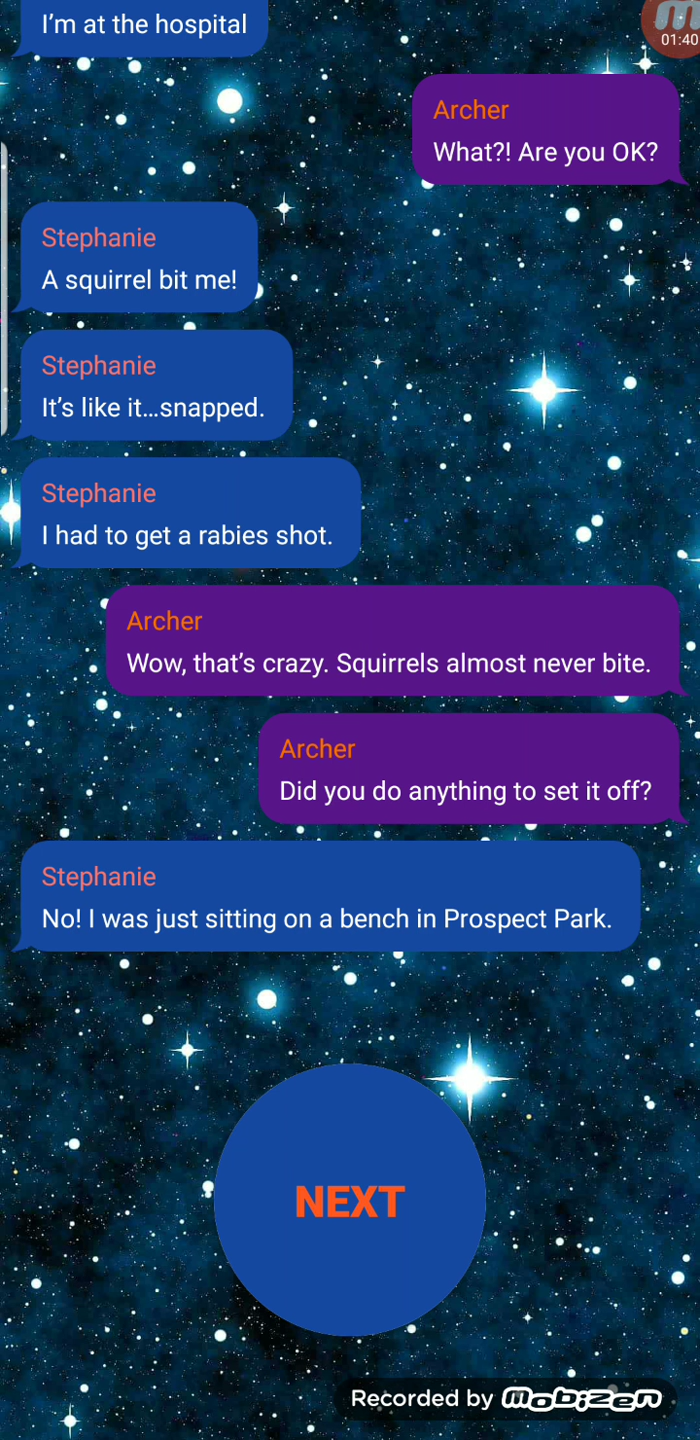 I'm at the hospital
01:40
Archer
What?! Are you OK?
Stephanie
A squirrel bit me!
Stephanie
It's like it…snapped.
Stephanie
I had to get a rabies shot.
Archer
Wow, that's crazy. Squirrels almost never bite.
Archer
Did you do anything to set it off?
Stephanie
No! I was just sitting on a bench in Prospect Park.
NEXT
Recorded by mobizen